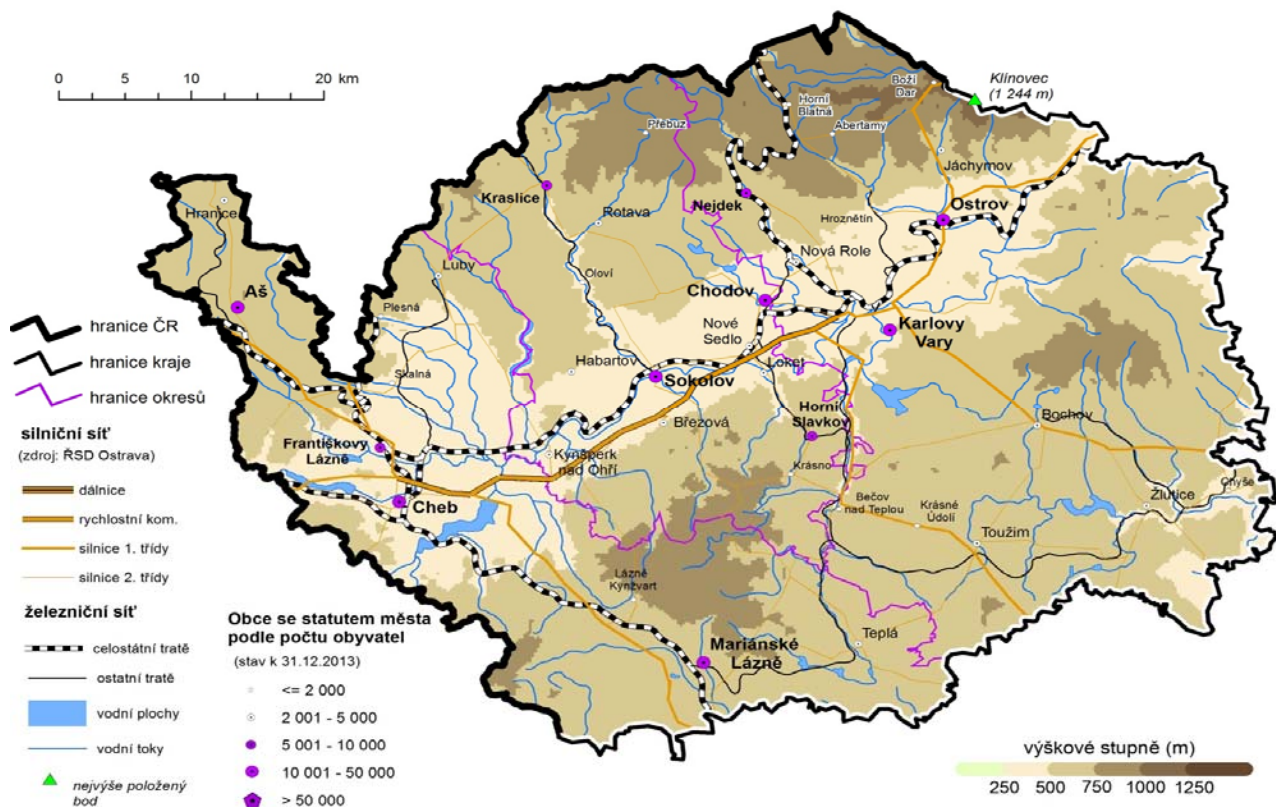 0 5 10 20 km
Klínovec
(1 244 m)
Boží
Dar
Horní
Blatná
Přebuz
Abertamy
Jáchymov
Kraslice
Nejdek
Hranice
Rotava
Hroznětín
Ostrov
Luby
Oloví
Nová Role
Aš
Plesná
Chodov
hranice ČR
Karlovy
Vary
Nové
Sedlo
hranice kraje
Habartov
Loket
Skalná
Sokolov
hranice okresů
Horní
Slavkov
Bochov
Březová
silniční síť
(zdroj: ŘSD Ostrava)
Františkovy
Lázně
Kynšperk
nad Ohří
Krásno
Chyše
dálnice
Cheb
Bečov
nad Teplou
Krásné
Údolí
Žlutice
rychlostní kom.
Toužim
silnice 1. třídy
silnice 2. třídy
Lázně
Kynžvart
železniční síť
Obce se statutem města
podle počtu obyvatel
(stav k 31.12.2013)
Teplá
Mariánské
Lázně
celostátní tratě
ostatní tratě
<= 2 000
vodní plochy
2 001 - 5 000
vodní toky
5 001 - 10 000
10 001 - 50 000
> 50 000
nejvýše položený
bod
výškové stupně (m)
250 500 750 1000 1250